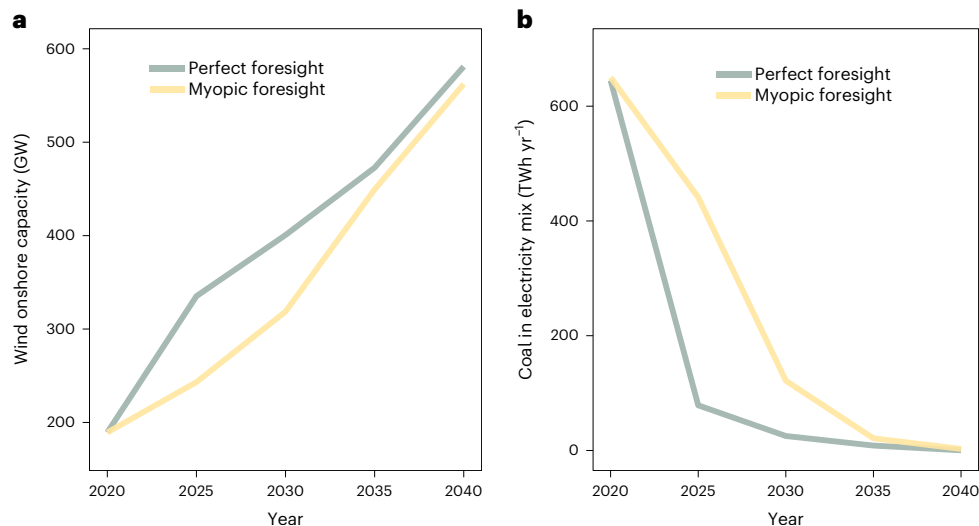 a
600
500
400
300
200
Wind onshore capacity (GW)
Perfect foresight
Myopic foresight
2020 2025 2030 2035 2040
Year
b
600
400
200
0
Coal in electricity mix (TWh yr⁻¹)
Perfect foresight
Myopic foresight
2020 2025 2030 2035 2040
Year